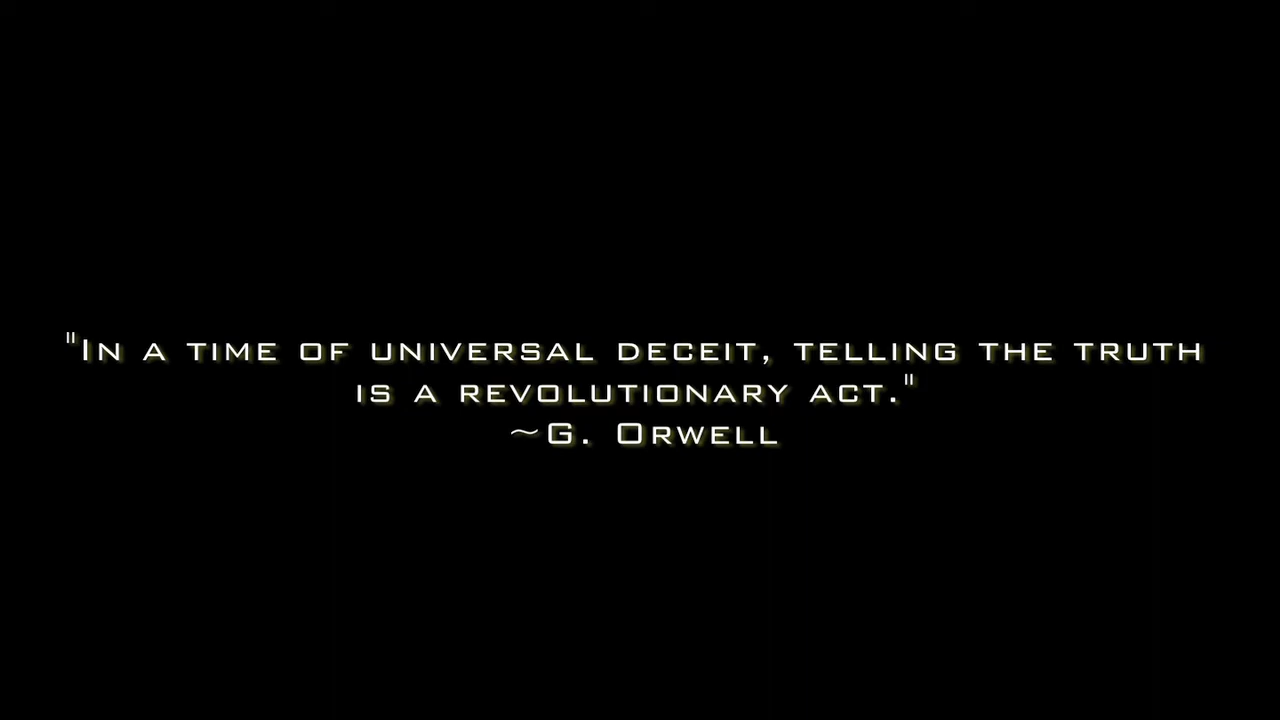 "In a time of universal deceit, telling the truth
is a revolutionary act."
~G. Orwell